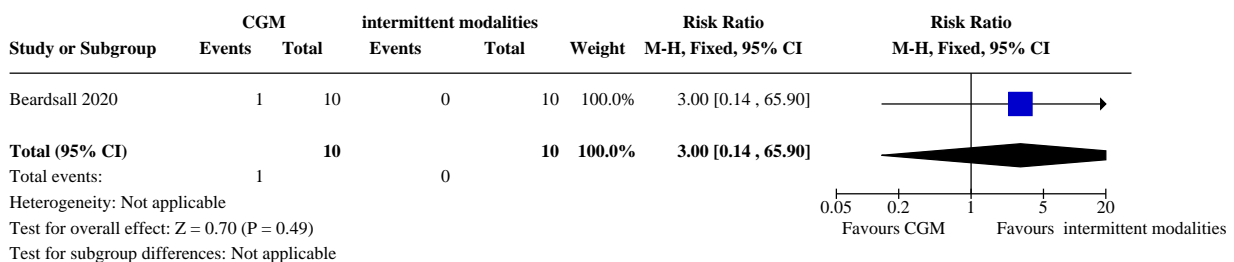 CGM intermittent modalities Risk Ratio Risk Ratio
Study or Subgroup Events Total Events Total Weight M-H, Fixed, 95% CI M-H, Fixed, 95% CI
Beardsall 2020 1 10 0 10 100.0% 3.00 [0.14 , 65.90]
Total (95% CI) 10 10 100.0% 3.00 [0.14 , 65.90]
Total events: 1 0
Heterogeneity: Not applicable
0.05 0.2 1 5 20
Test for overall effect: Z = 0.70 (P = 0.49)
Favours CGM Favours intermittent modalities
Test for subgroup differences: Not applicable